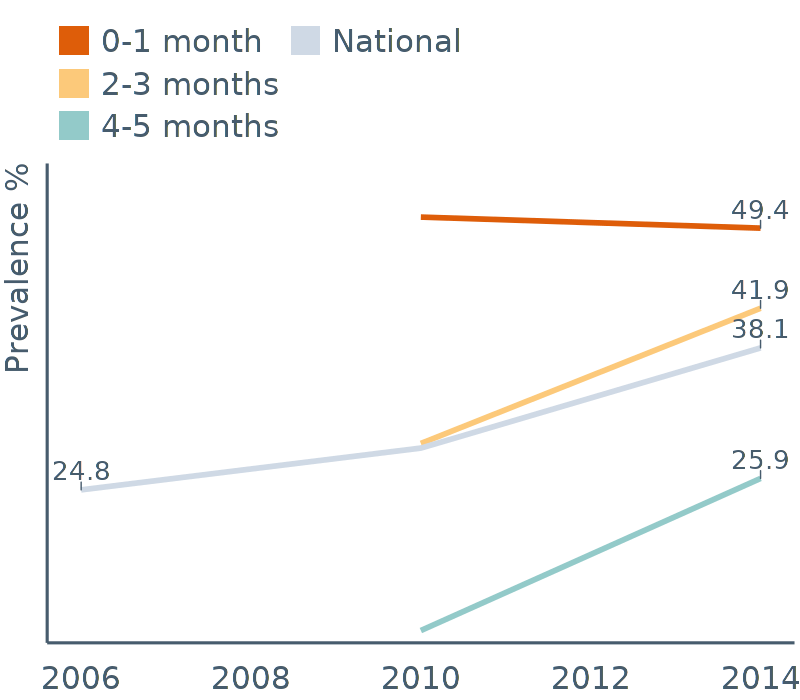 0-1 month
National
2-3 months
4-5 months
Prevalence %
49.4
41.9
38.1
24.8
25.9
2006
2008
2010
2012
2014